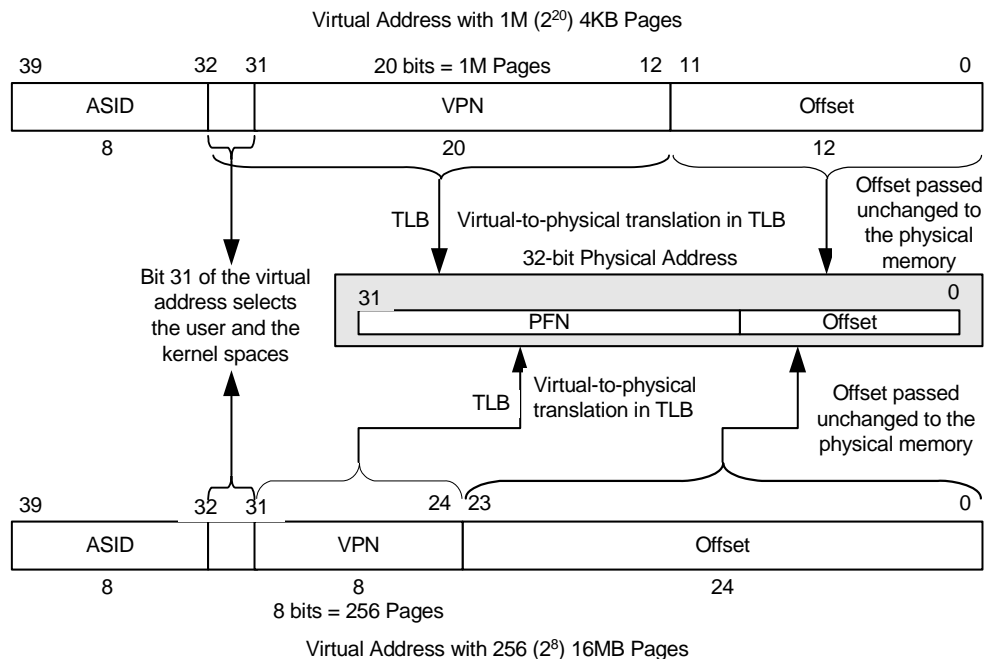 Virtual Address with 1M (2²⁰) 4KB Pages
39 32 31 20 bits = 1M Pages 12 11 0
ASID VPN Offset
8 20 12
TLB
Virtual-to-physical translation in TLB
Offset passed
unchanged to
the physical
memory
32-bit Physical Address
Bit 31 of the virtual
address selects
the user and the
kernel spaces
31 0
PFN Offset
TLB
Virtual-to-physical
translation in TLB
Offset passed
unchanged to the
physical memory
39 32 31 24 23 0
ASID VPN Offset
8 8 24
8 bits = 256 Pages
Virtual Address with 256 (2⁸) 16MB Pages